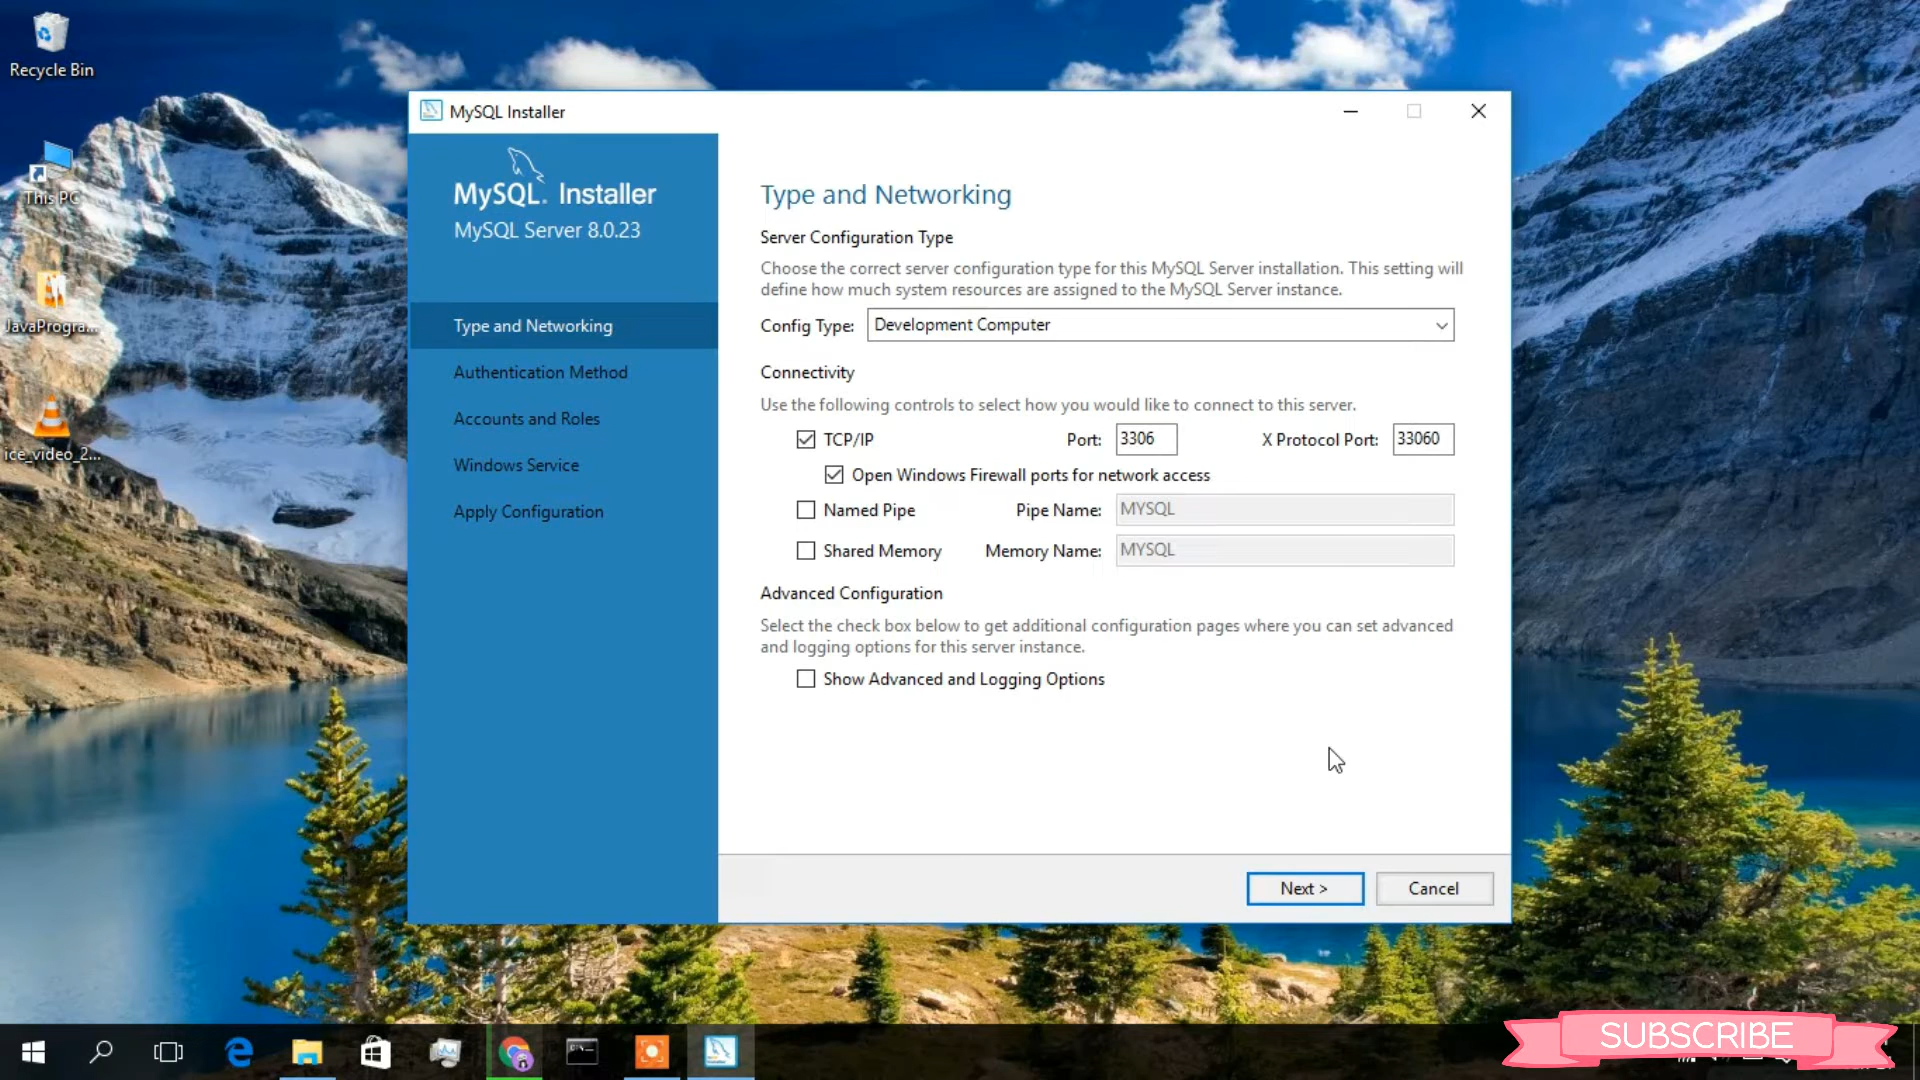 Recycle Bin
This PC
JavaProgra...
ice_video_2...
MySQL Installer
MySQL. Installer
MySQL Server 8.0.23
Type and Networking
Authentication Method
Accounts and Roles
Windows Service
Apply Configuration
Type and Networking
Server Configuration Type
Choose the correct server configuration type for this MySQL Server installation. This setting will
define how much system resources are assigned to the MySQL Server instance.
Config Type: Development Computer
Connectivity
Use the following controls to select how you would like to connect to this server.
TCP/IP Port: 3306 X Protocol Port: 33060
Open Windows Firewall ports for network access
Named Pipe Pipe Name: MYSQL
Shared Memory Memory Name: MYSQL
Advanced Configuration
Select the check box below to get additional configuration pages where you can set advanced
and logging options for this server instance.
Show Advanced and Logging Options
Next > Cancel
SUBSCRIBE